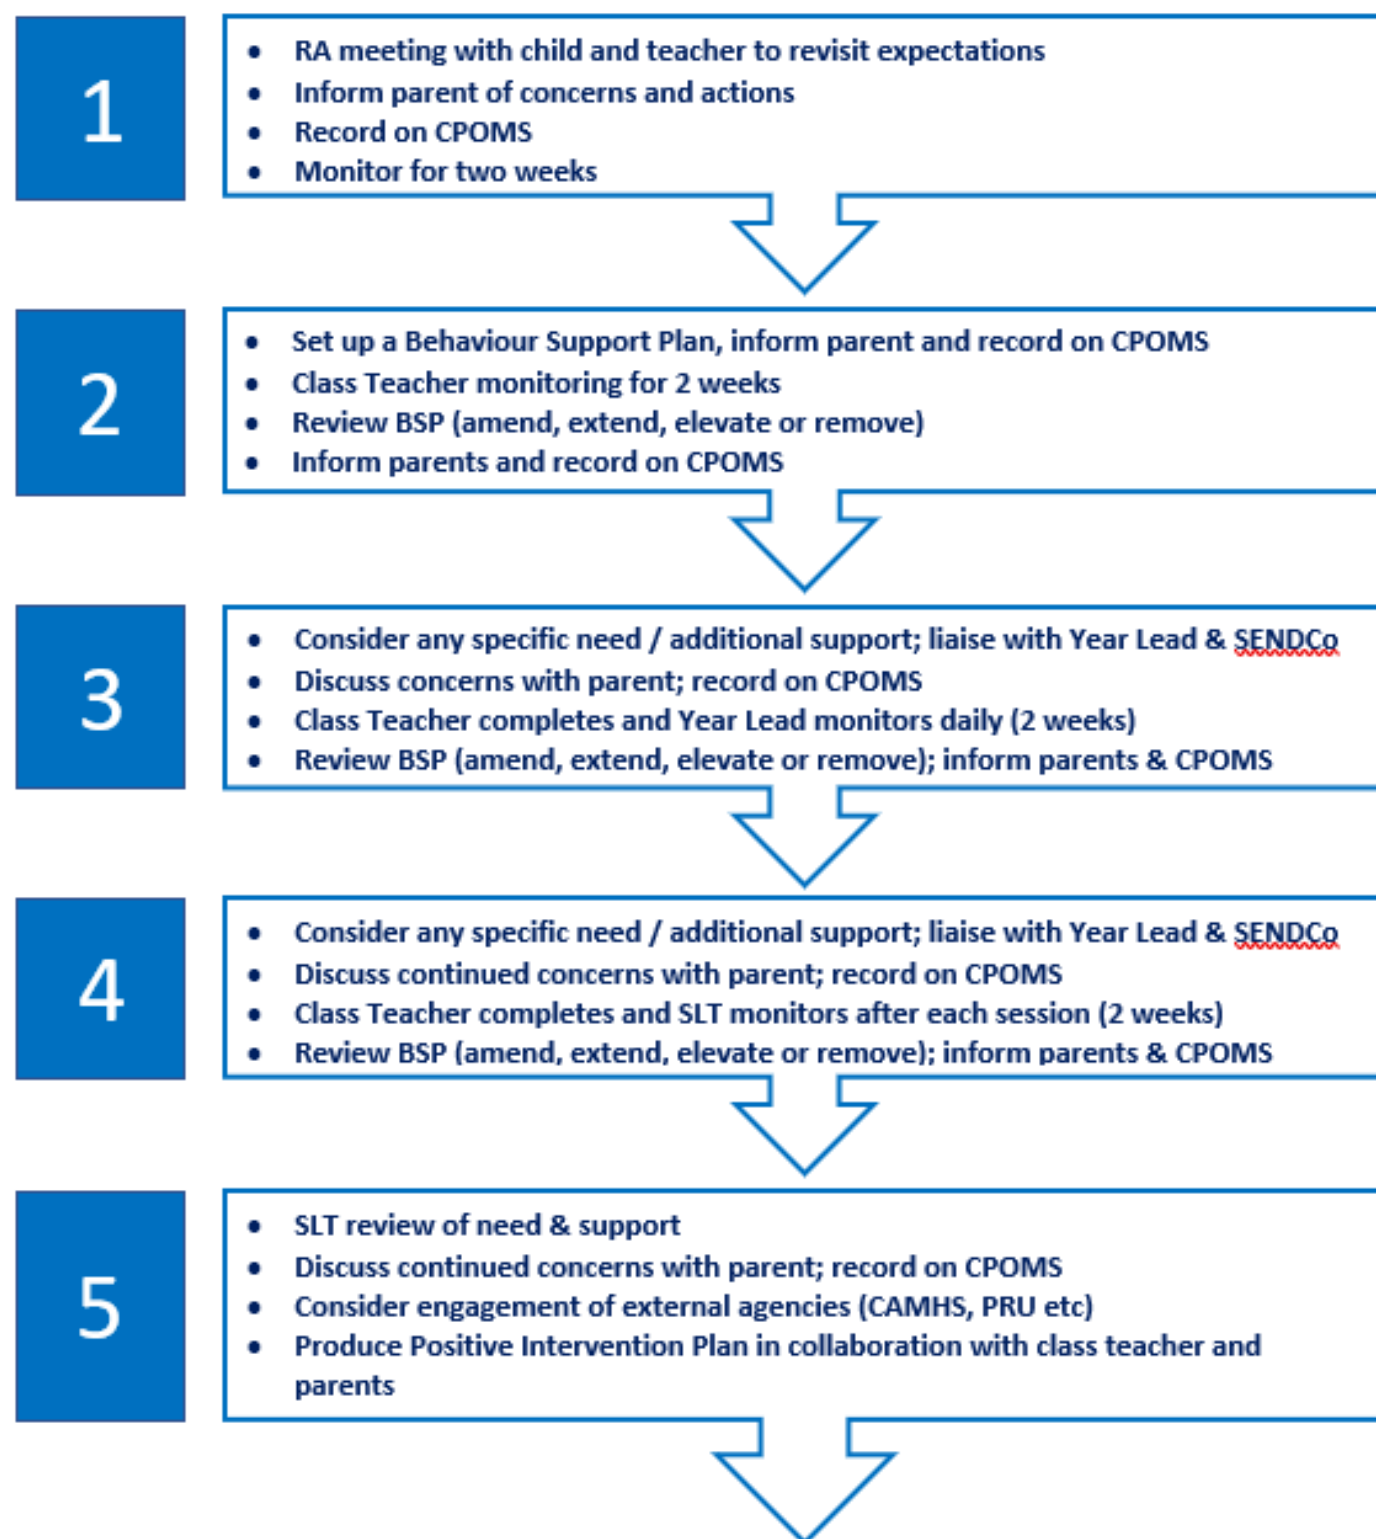 1
• RA meeting with child and teacher to revisit expectations
• Inform parent of concerns and actions
• Record on CPOMS
• Monitor for two weeks
2
• Set up a Behaviour Support Plan, inform parent and record on CPOMS
• Class Teacher monitoring for 2 weeks
• Review BSP (amend, extend, elevate or remove)
• Inform parents and record on CPOMS
3
• Consider any specific need / additional support; liaise with Year Lead & SENDCo
• Discuss concerns with parent; record on CPOMS
• Class Teacher completes and Year Lead monitors daily (2 weeks)
• Review BSP (amend, extend, elevate or remove); inform parents & CPOMS
4
• Consider any specific need / additional support; liaise with Year Lead & SENDCo
• Discuss continued concerns with parent; record on CPOMS
• Class Teacher completes and SLT monitors after each session (2 weeks)
• Review BSP (amend, extend, elevate or remove); inform parents & CPOMS
5
• SLT review of need & support
• Discuss continued concerns with parent; record on CPOMS
• Consider engagement of external agencies (CAMHS, PRU etc)
• Produce Positive Intervention Plan in collaboration with class teacher and
parents